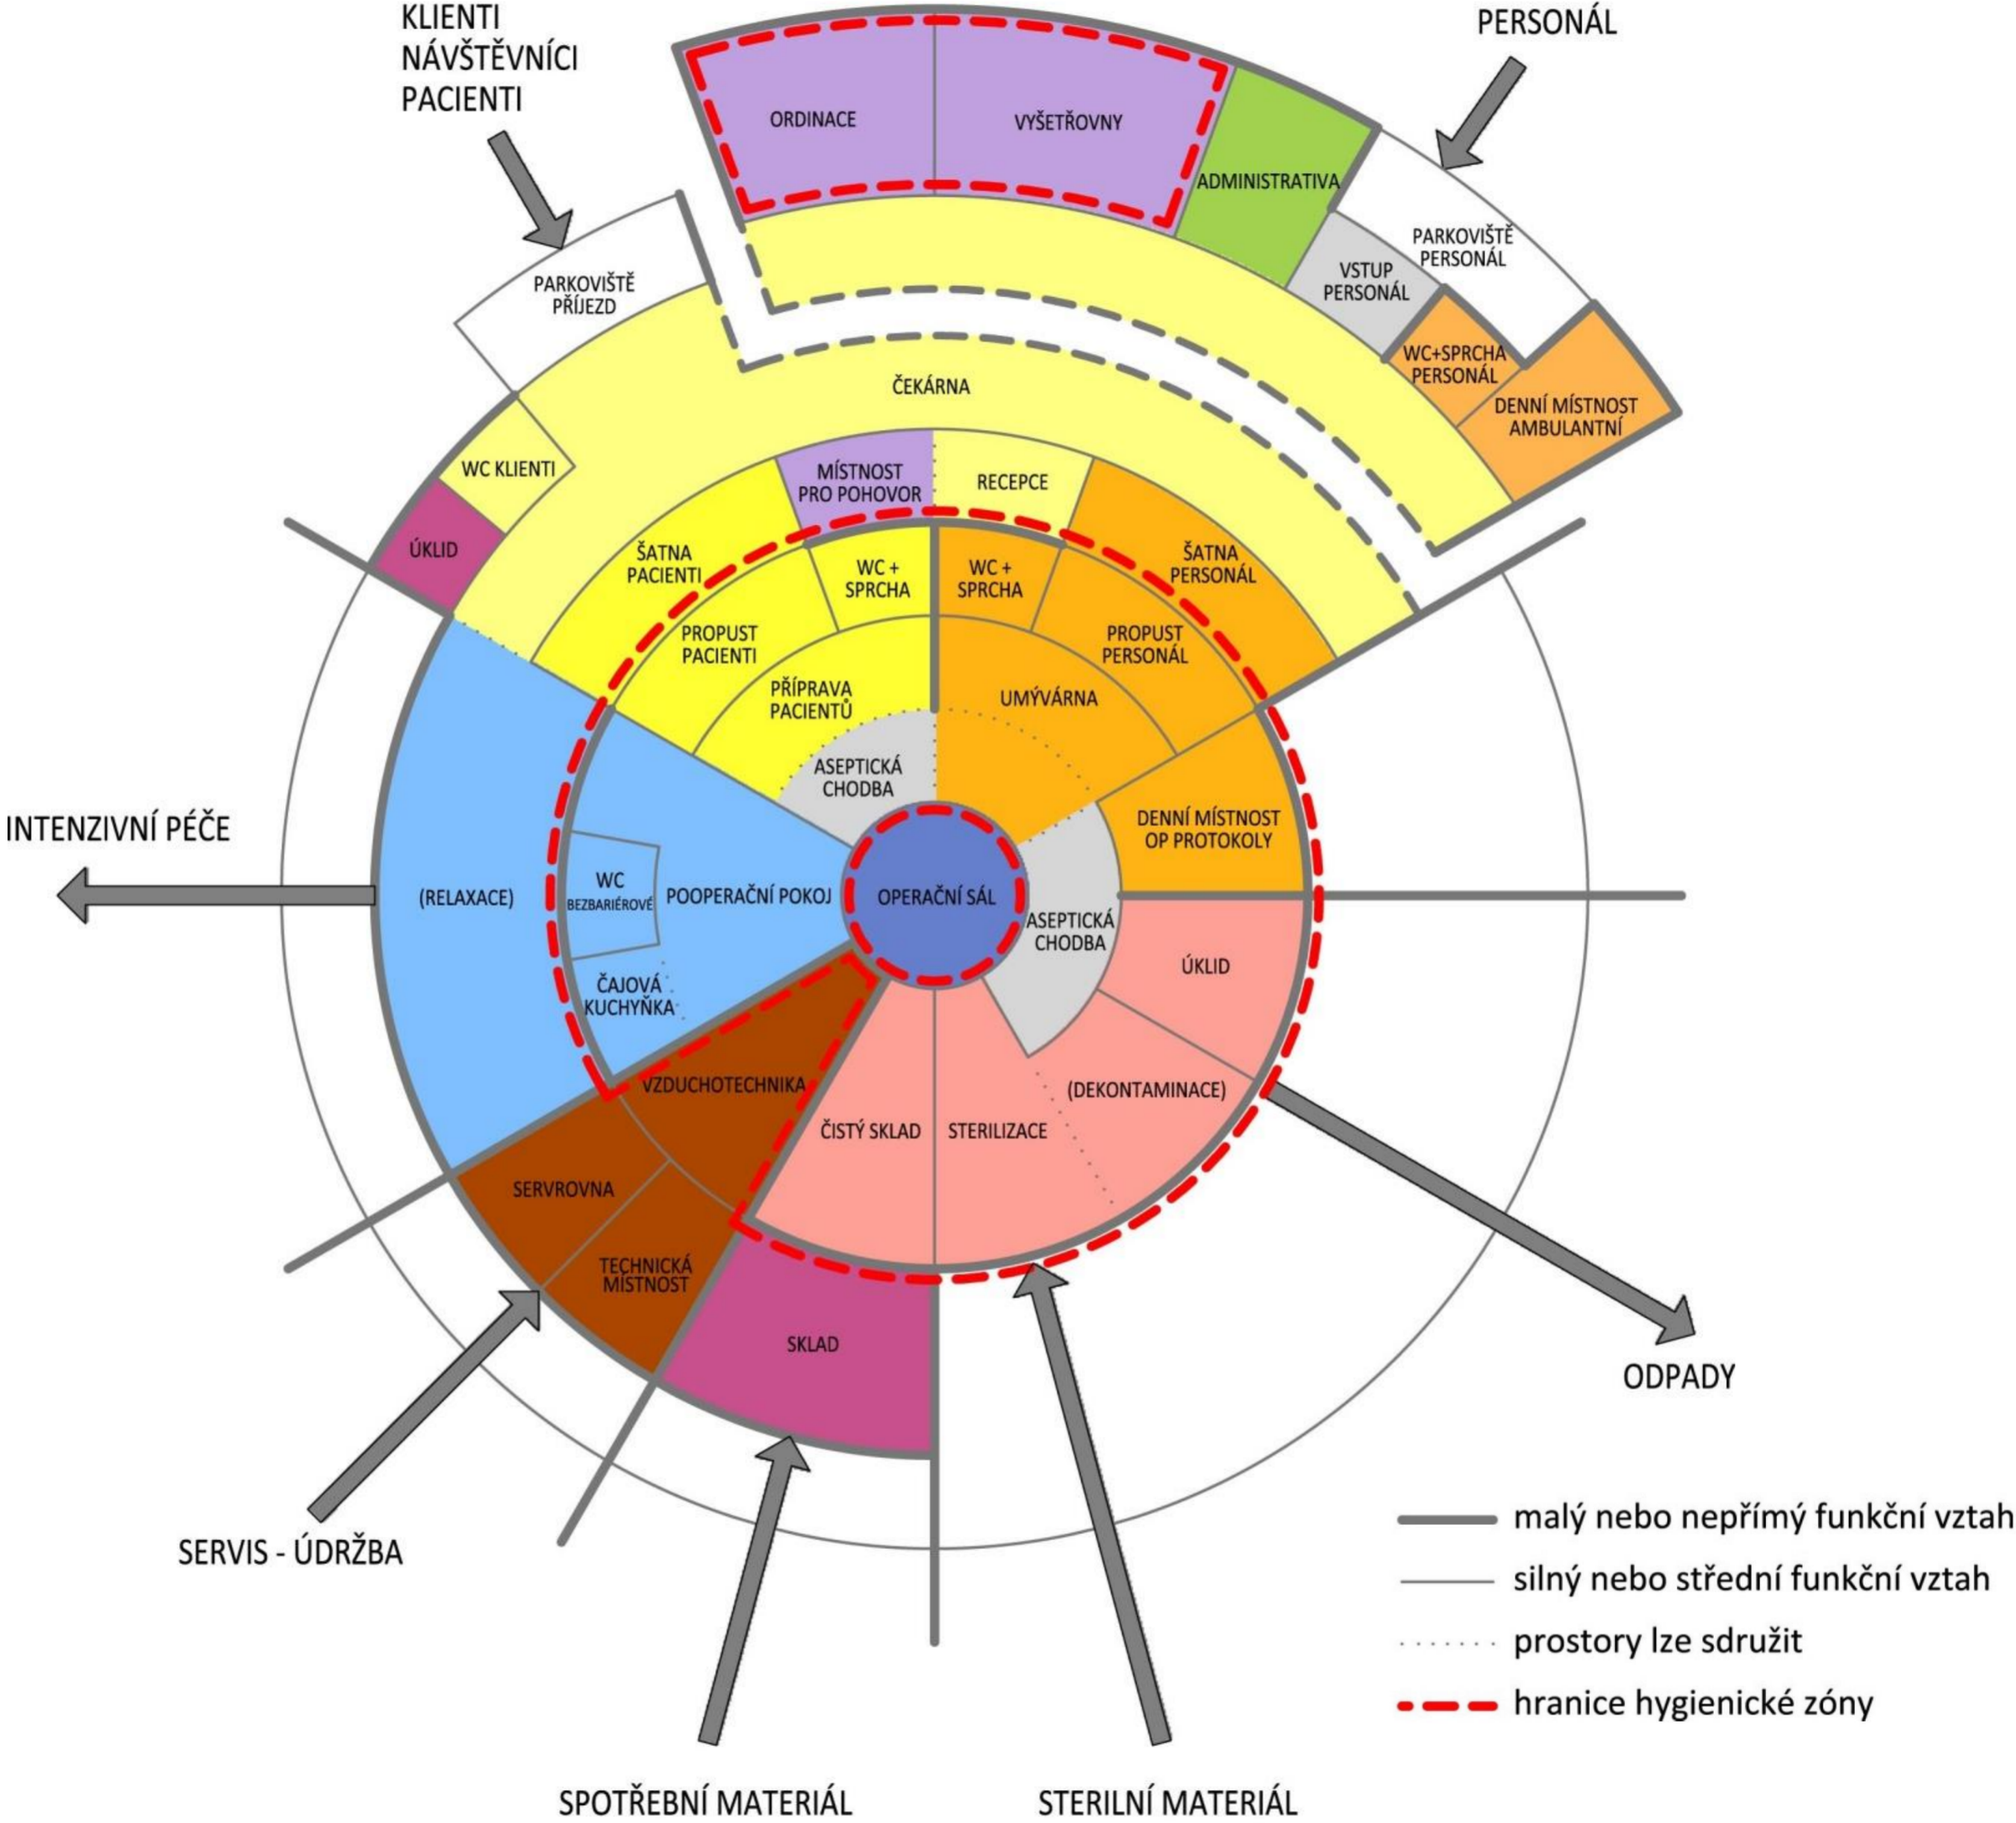 KLIENTI
NÁVŠTĚVNÍCI
PACIENTI
PERSONÁL
ORDINACE
VYŠETŘOVNY
ADMINISTRATIVA
PARKOVIŠTĚ
PERSONÁL
VSTUP
PERSONÁL
WC+SPRCHA
PERSONÁL
DENNÍ MÍSTNOST
AMBULANTNÍ
PARKOVIŠTĚ
PŘÍJEZD
ČEKÁRNA
WC KLIENTI
ÚKLID
MÍSTNOST
PRO POHOVOR
RECEPCE
ŠATNA
PACIENTI
ŠATNA
PERSONÁL
WC +
SPRCHA
WC +
SPRCHA
PROPUST
PACIENTI
PROPUST
PERSONÁL
PŘÍPRAVA
PACIENTŮ
UMÝVÁRNA
ASEPTICKÁ
CHODBA
DENNÍ MÍSTNOST
OP PROTOKOLY
INTENZIVNÍ PÉČE
(RELAXACE)
WC
BEZBARIÉROVÉ
POOPERAČNÍ POKOJ
OPERAČNÍ SÁL
ASEPTICKÁ
CHODBA
ÚKLID
ČAJOVÁ
KUCHYŇKA
VZDUCHOTECHNIKA
(DEKONTAMINACE)
ČISTÝ SKLAD
STERILIZACE
SERVROVNA
TECHNICKÁ
MÍSTNOST
SKLAD
ODPADY
SERVIS - ÚDRŽBA
SPOTŘEBNÍ MATERIÁL
STERILNÍ MATERIÁL
malý nebo nepřímý funkční vztah
silný nebo střední funkční vztah
prostory lze sdružit
hranice hygienické zóny